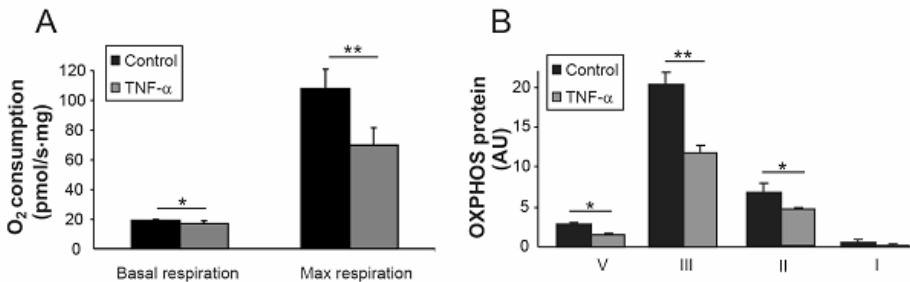 A
Control
TNF-α
O₂ consumption
(pmol/s·mg)
120
100
80
60
40
20
0
*
**
Basal respiration
Max respiration
B
Control
TNF-α
OXPHOS protein
(AU)
20
15
10
5
0
*
**
*
V
III
II
I